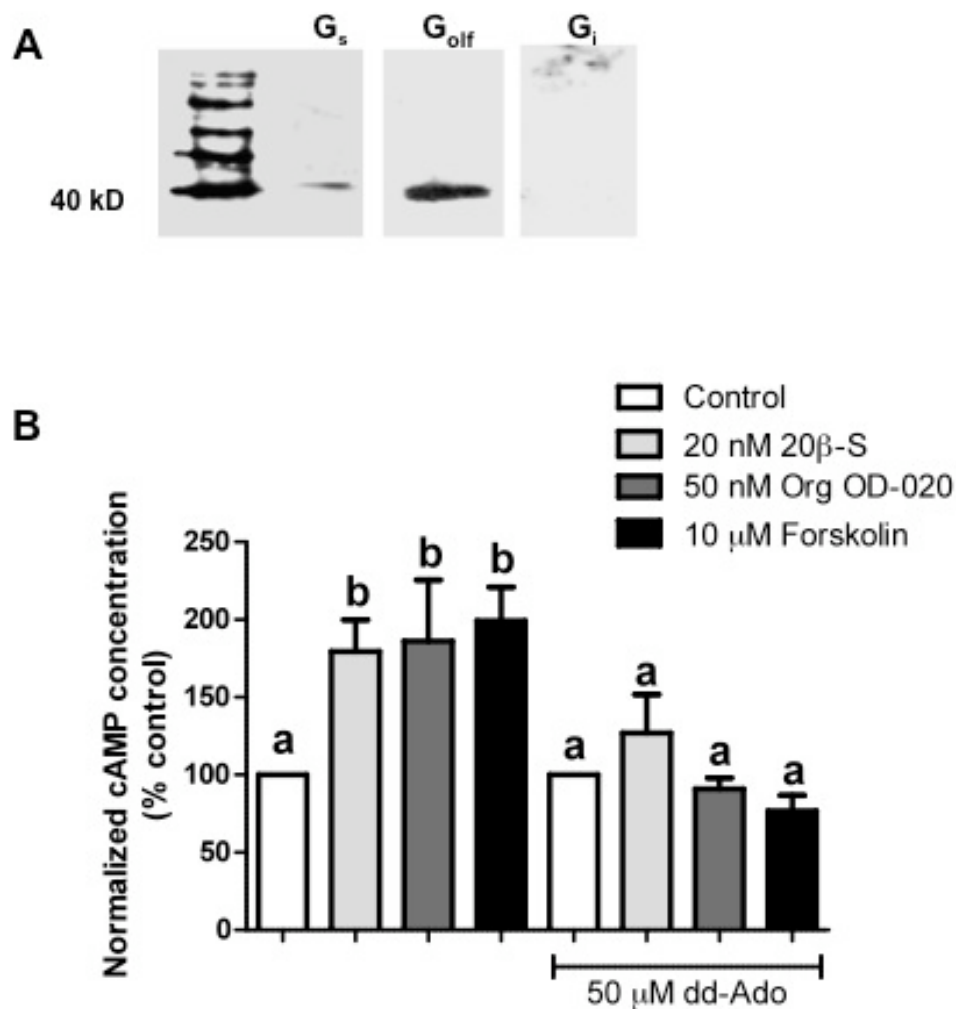 A
Gs Golf Gi
40 kD
B
Control
20 nM 20β-S
50 nM Org OD-020
10 μM Forskolin
Normalized cAMP concentration
(% control)
250
200
150
100
50
0
a b b b a a a a
50 μM dd-Ado